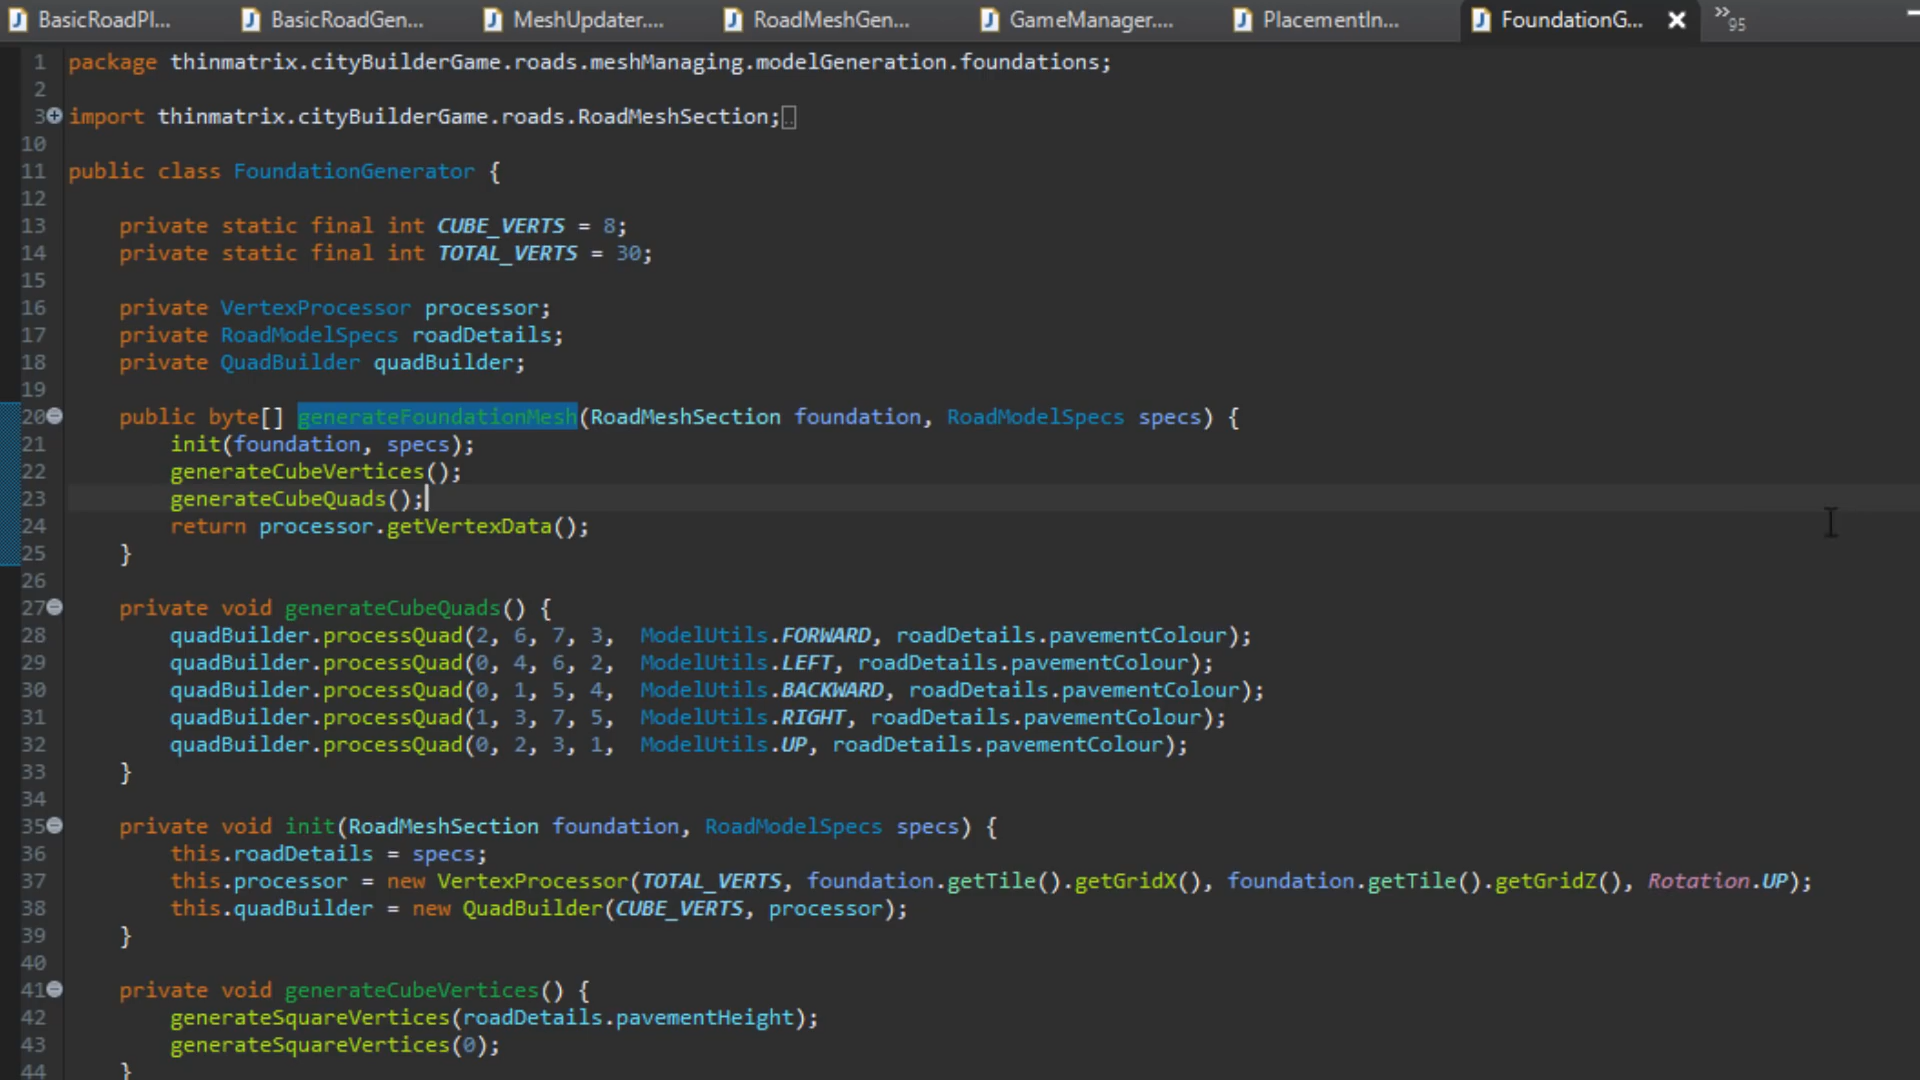 BasicRoadPl... BasicRoadGen... MeshUpdater.... RoadMeshGen... GameManager.... PlacementIn... FoundationG... »95
1 package thinmatrix.cityBuilderGame.roads.meshManaging.modelGeneration.foundations;
2
3 import thinmatrix.cityBuilderGame.roads.RoadMeshSection;
10
11 public class FoundationGenerator {
12
13 private static final int CUBE_VERTS = 8;
14 private static final int TOTAL_VERTS = 30;
15
16 private VertexProcessor processor;
17 private RoadModelSpecs roadDetails;
18 private QuadBuilder quadBuilder;
19
20 public byte[] generateFoundationMesh(RoadMeshSection foundation, RoadModelSpecs specs) {
21 init(foundation, specs);
22 generateCubeVertices();
23 generateCubeQuads();
24 return processor.getVertexData();
25 }
26
27 private void generateCubeQuads() {
28 quadBuilder.processQuad(2, 6, 7, 3, ModelUtils.FORWARD, roadDetails.pavementColour);
29 quadBuilder.processQuad(0, 4, 6, 2, ModelUtils.LEFT, roadDetails.pavementColour);
30 quadBuilder.processQuad(0, 1, 5, 4, ModelUtils.BACKWARD, roadDetails.pavementColour);
31 quadBuilder.processQuad(1, 3, 7, 5, ModelUtils.RIGHT, roadDetails.pavementColour);
32 quadBuilder.processQuad(0, 2, 3, 1, ModelUtils.UP, roadDetails.pavementColour);
33 }
34
35 private void init(RoadMeshSection foundation, RoadModelSpecs specs) {
36 this.roadDetails = specs;
37 this.processor = new VertexProcessor(TOTAL_VERTS, foundation.getTile().getGridX(), foundation.getTile().getGridZ(), Rotation.UP);
38 this.quadBuilder = new QuadBuilder(CUBE_VERTS, processor);
39 }
40
41 private void generateCubeVertices() {
42 generateSquareVertices(roadDetails.pavementHeight);
43 generateSquareVertices(0);
44 }